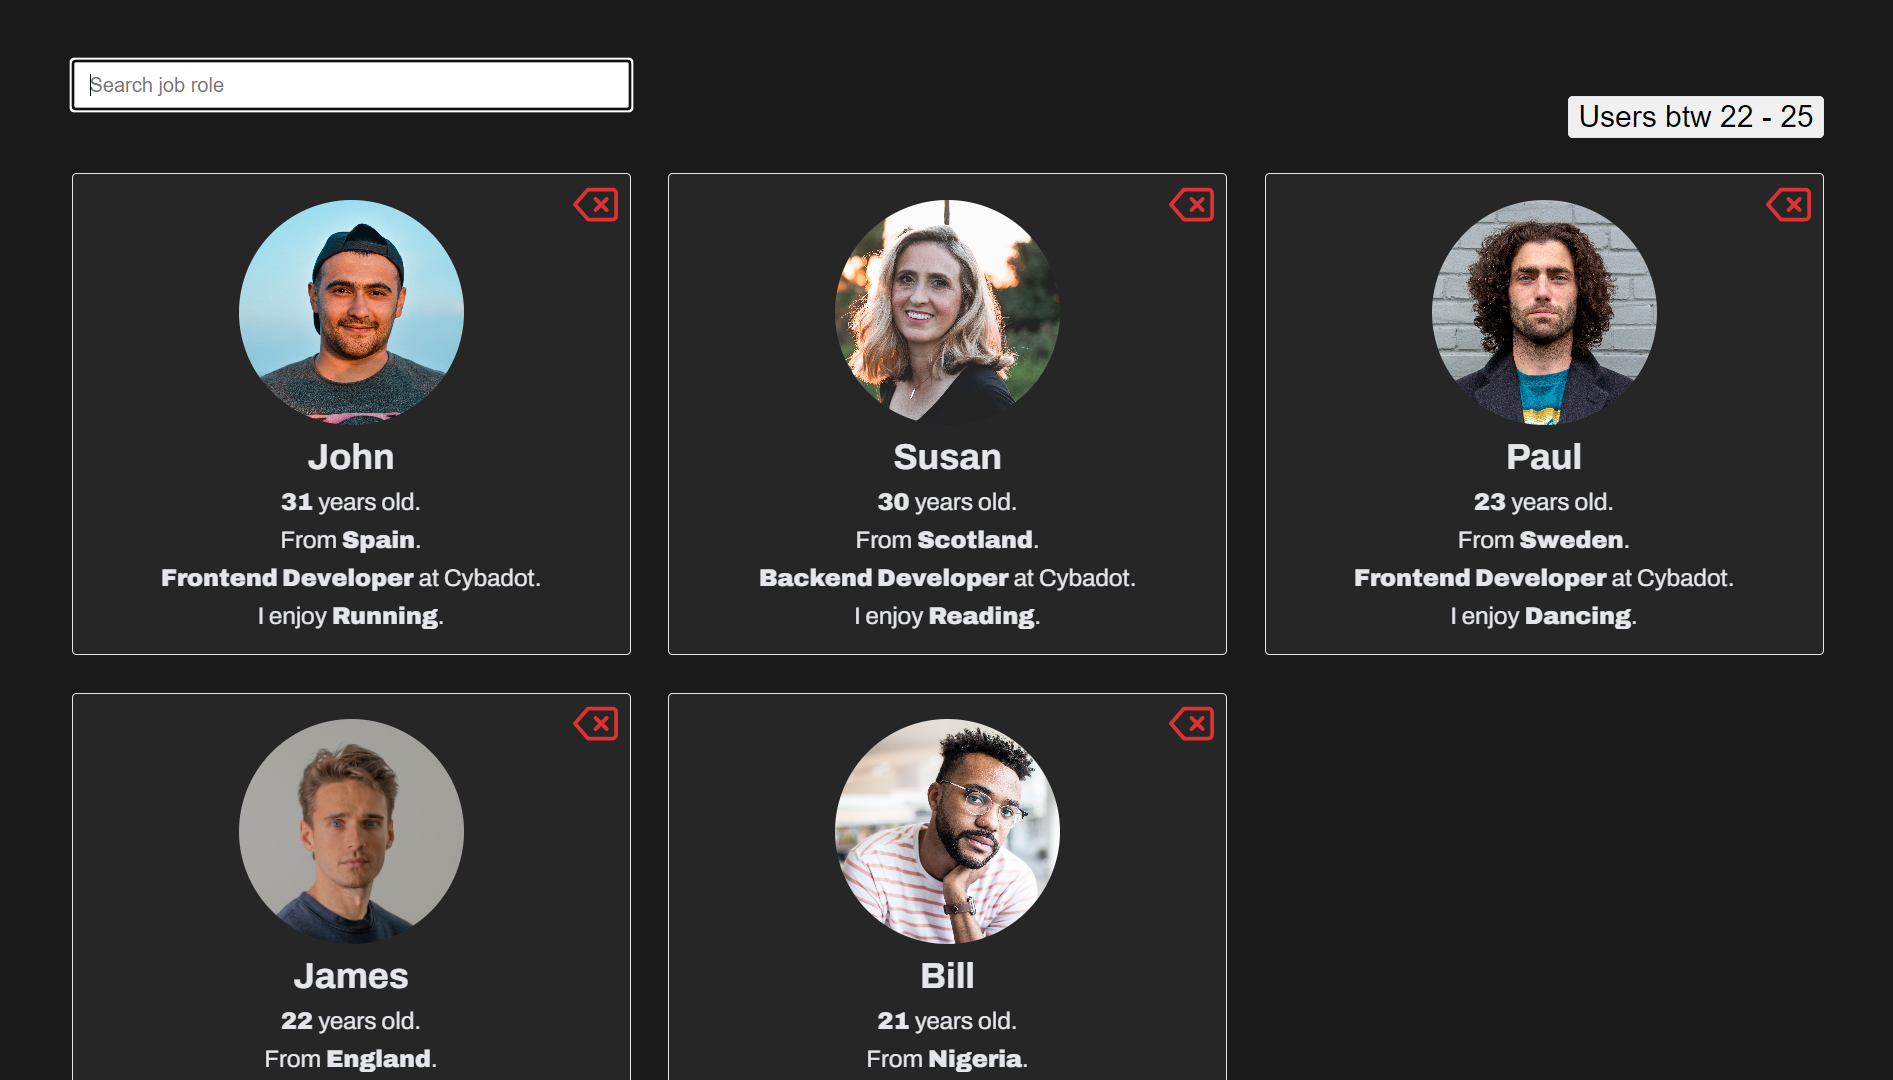 Search job role
Users btw 22 - 25
John
31 years old.
From Spain.
Frontend Developer at Cybadot.
I enjoy Running.
Susan
30 years old.
From Scotland.
Backend Developer at Cybadot.
I enjoy Reading.
Paul
23 years old.
From Sweden.
Frontend Developer at Cybadot.
I enjoy Dancing.
James
22 years old.
From England.
Bill
21 years old.
From Nigeria.